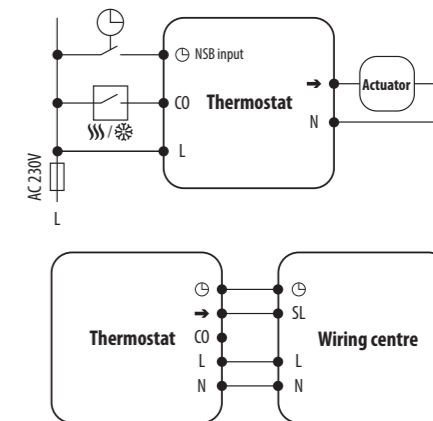 NSB input
CO
Thermostat
Actuator
N
L
AC 230V
L
SL
Thermostat
CO
Wiring centre
L
L
N
N